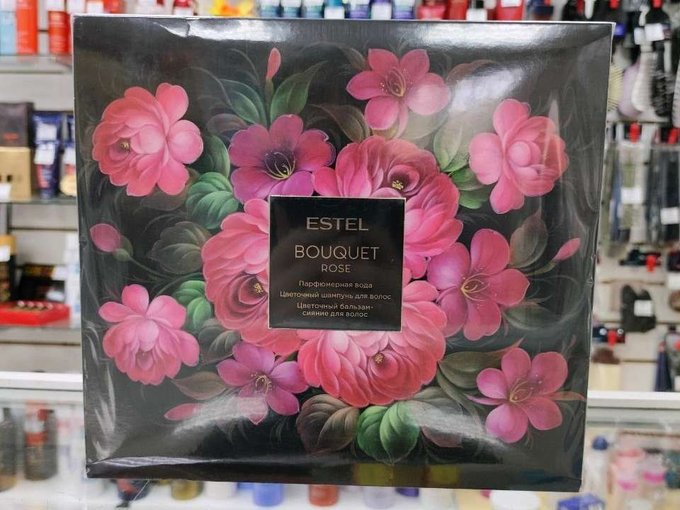 ESTEL
BOUQUET
ROSE
Парфюмерная вода
Цветочный шампунь для волос
Цветочный бальзам-
сияние для волос